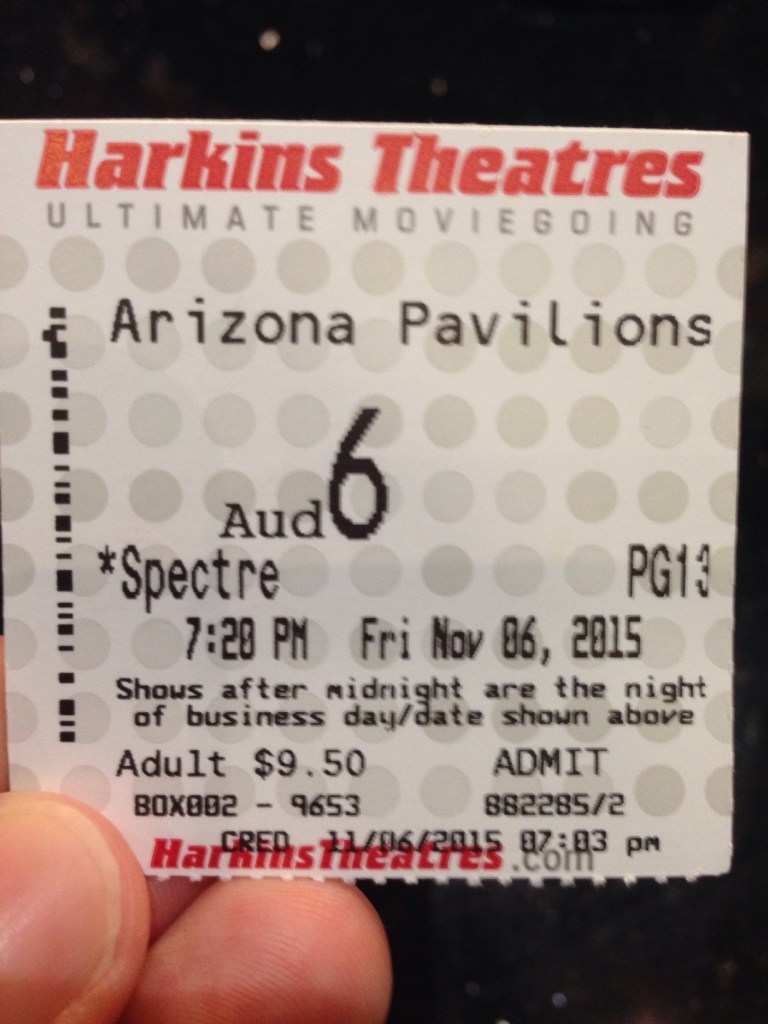 Harkins Theatres
ULTIMATE MOVIEGOING
Arizona Pavilions
Aud 6
*Spectre PG13
7:20 PM Fri Nov 06, 2015
Shows after midnight are the night
of business day/date shown above
Adult $9.50 ADMIT
BOX002 - 9653 882285/2
CRED 11/06/2015 07:03 pm
HarkinsTheatres.com